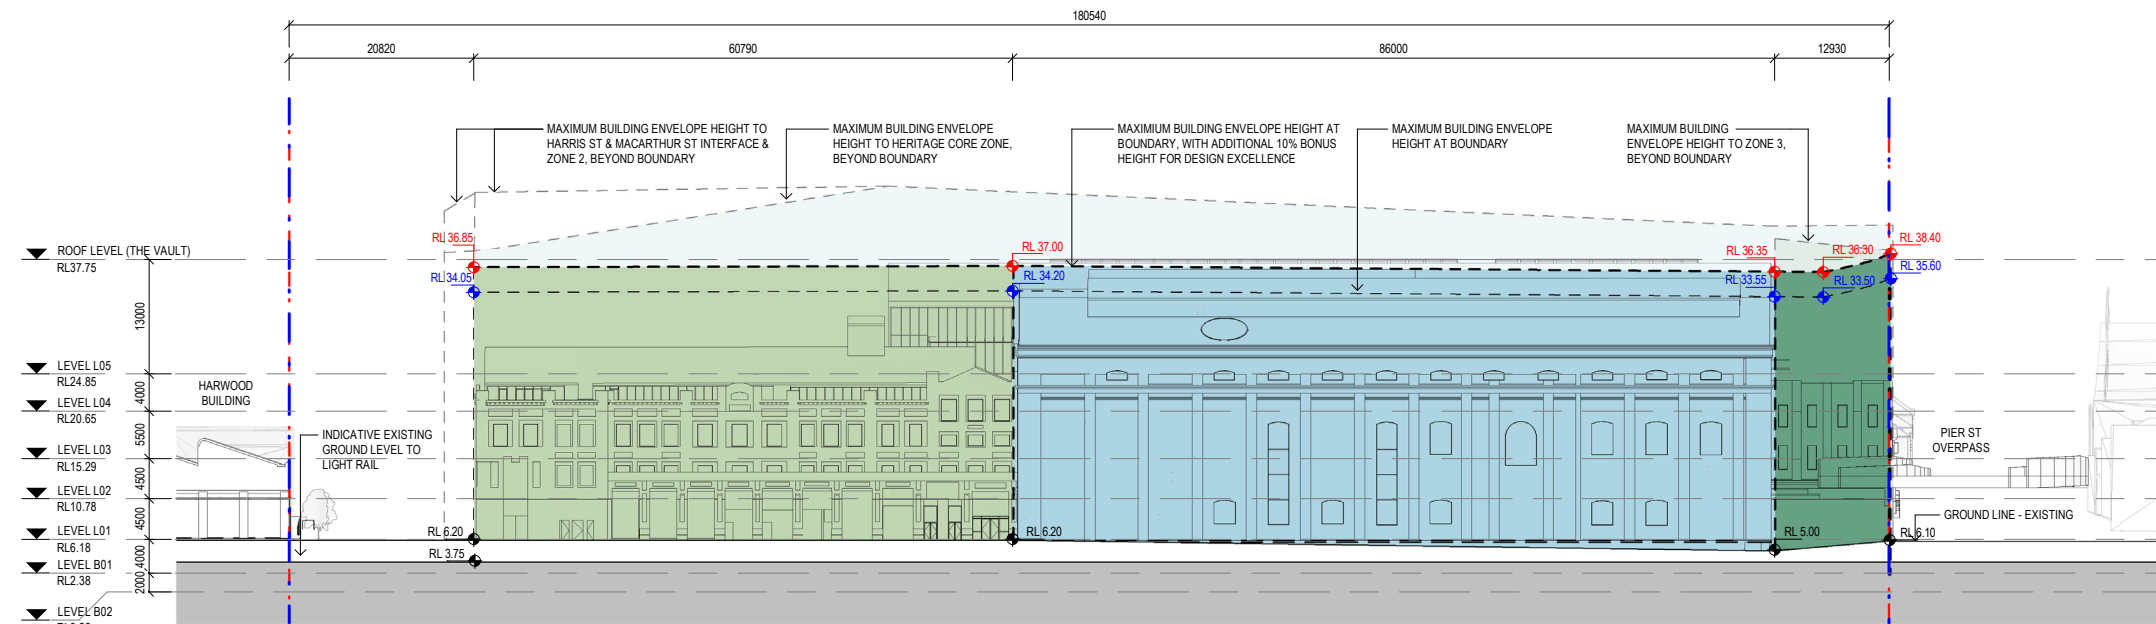 180540
20820
60790
86000
12930
MAXIMUM BUILDING ENVELOPE HEIGHT TO
HARRIS ST & MACARTHUR ST INTERFACE &
ZONE 2, BEYOND BOUNDARY
MAXIMUM BUILDING ENVELOPE
HEIGHT TO HERITAGE CORE ZONE,
BEYOND BOUNDARY
MAXIMIUM BUILDING ENVELOPE HEIGHT AT
BOUNDARY, WITH ADDITIONAL 10% BONUS
HEIGHT FOR DESIGN EXCELLENCE
MAXIMUM BUILDING ENVELOPE
HEIGHT AT BOUNDARY
MAXIMUM BUILDING
ENVELOPE HEIGHT TO ZONE 3,
BEYOND BOUNDARY
RL 36.85
RL 37.00
RL 36.35
RL 36.30
RL 38.40
RL 34.05
RL 34.20
RL 33.55
RL 33.50
RL 35.60
ROOF LEVEL (THE VAULT)
RL37.75
13000
LEVEL L05
RL24.85
4000
LEVEL L04
RL20.65
5500
LEVEL L03
RL15.29
4500
LEVEL L02
RL10.78
4500
LEVEL L01
RL6.18
4000
LEVEL B01
RL2.38
2000
LEVEL B02
HARWOOD
BUILDING
INDICATIVE EXISTING
GROUND LEVEL TO
LIGHT RAIL
PIER ST
OVERPASS
GROUND LINE - EXISTING
RL 6.20
RL 3.75
RL 6.20
RL 5.00
RL 6.10